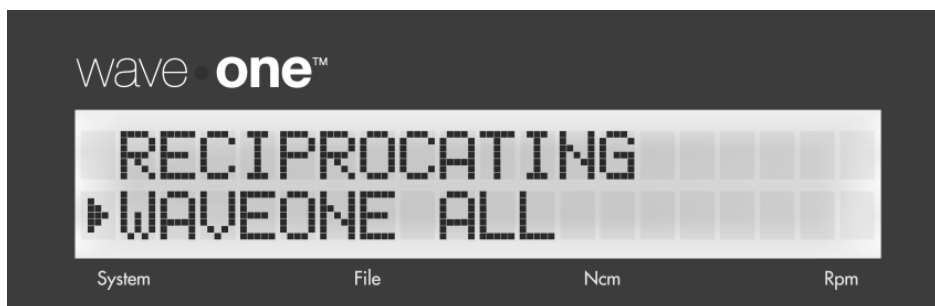 wave•one™
RECIPROCATING
WAVEONE ALL
System File Ncm Rpm